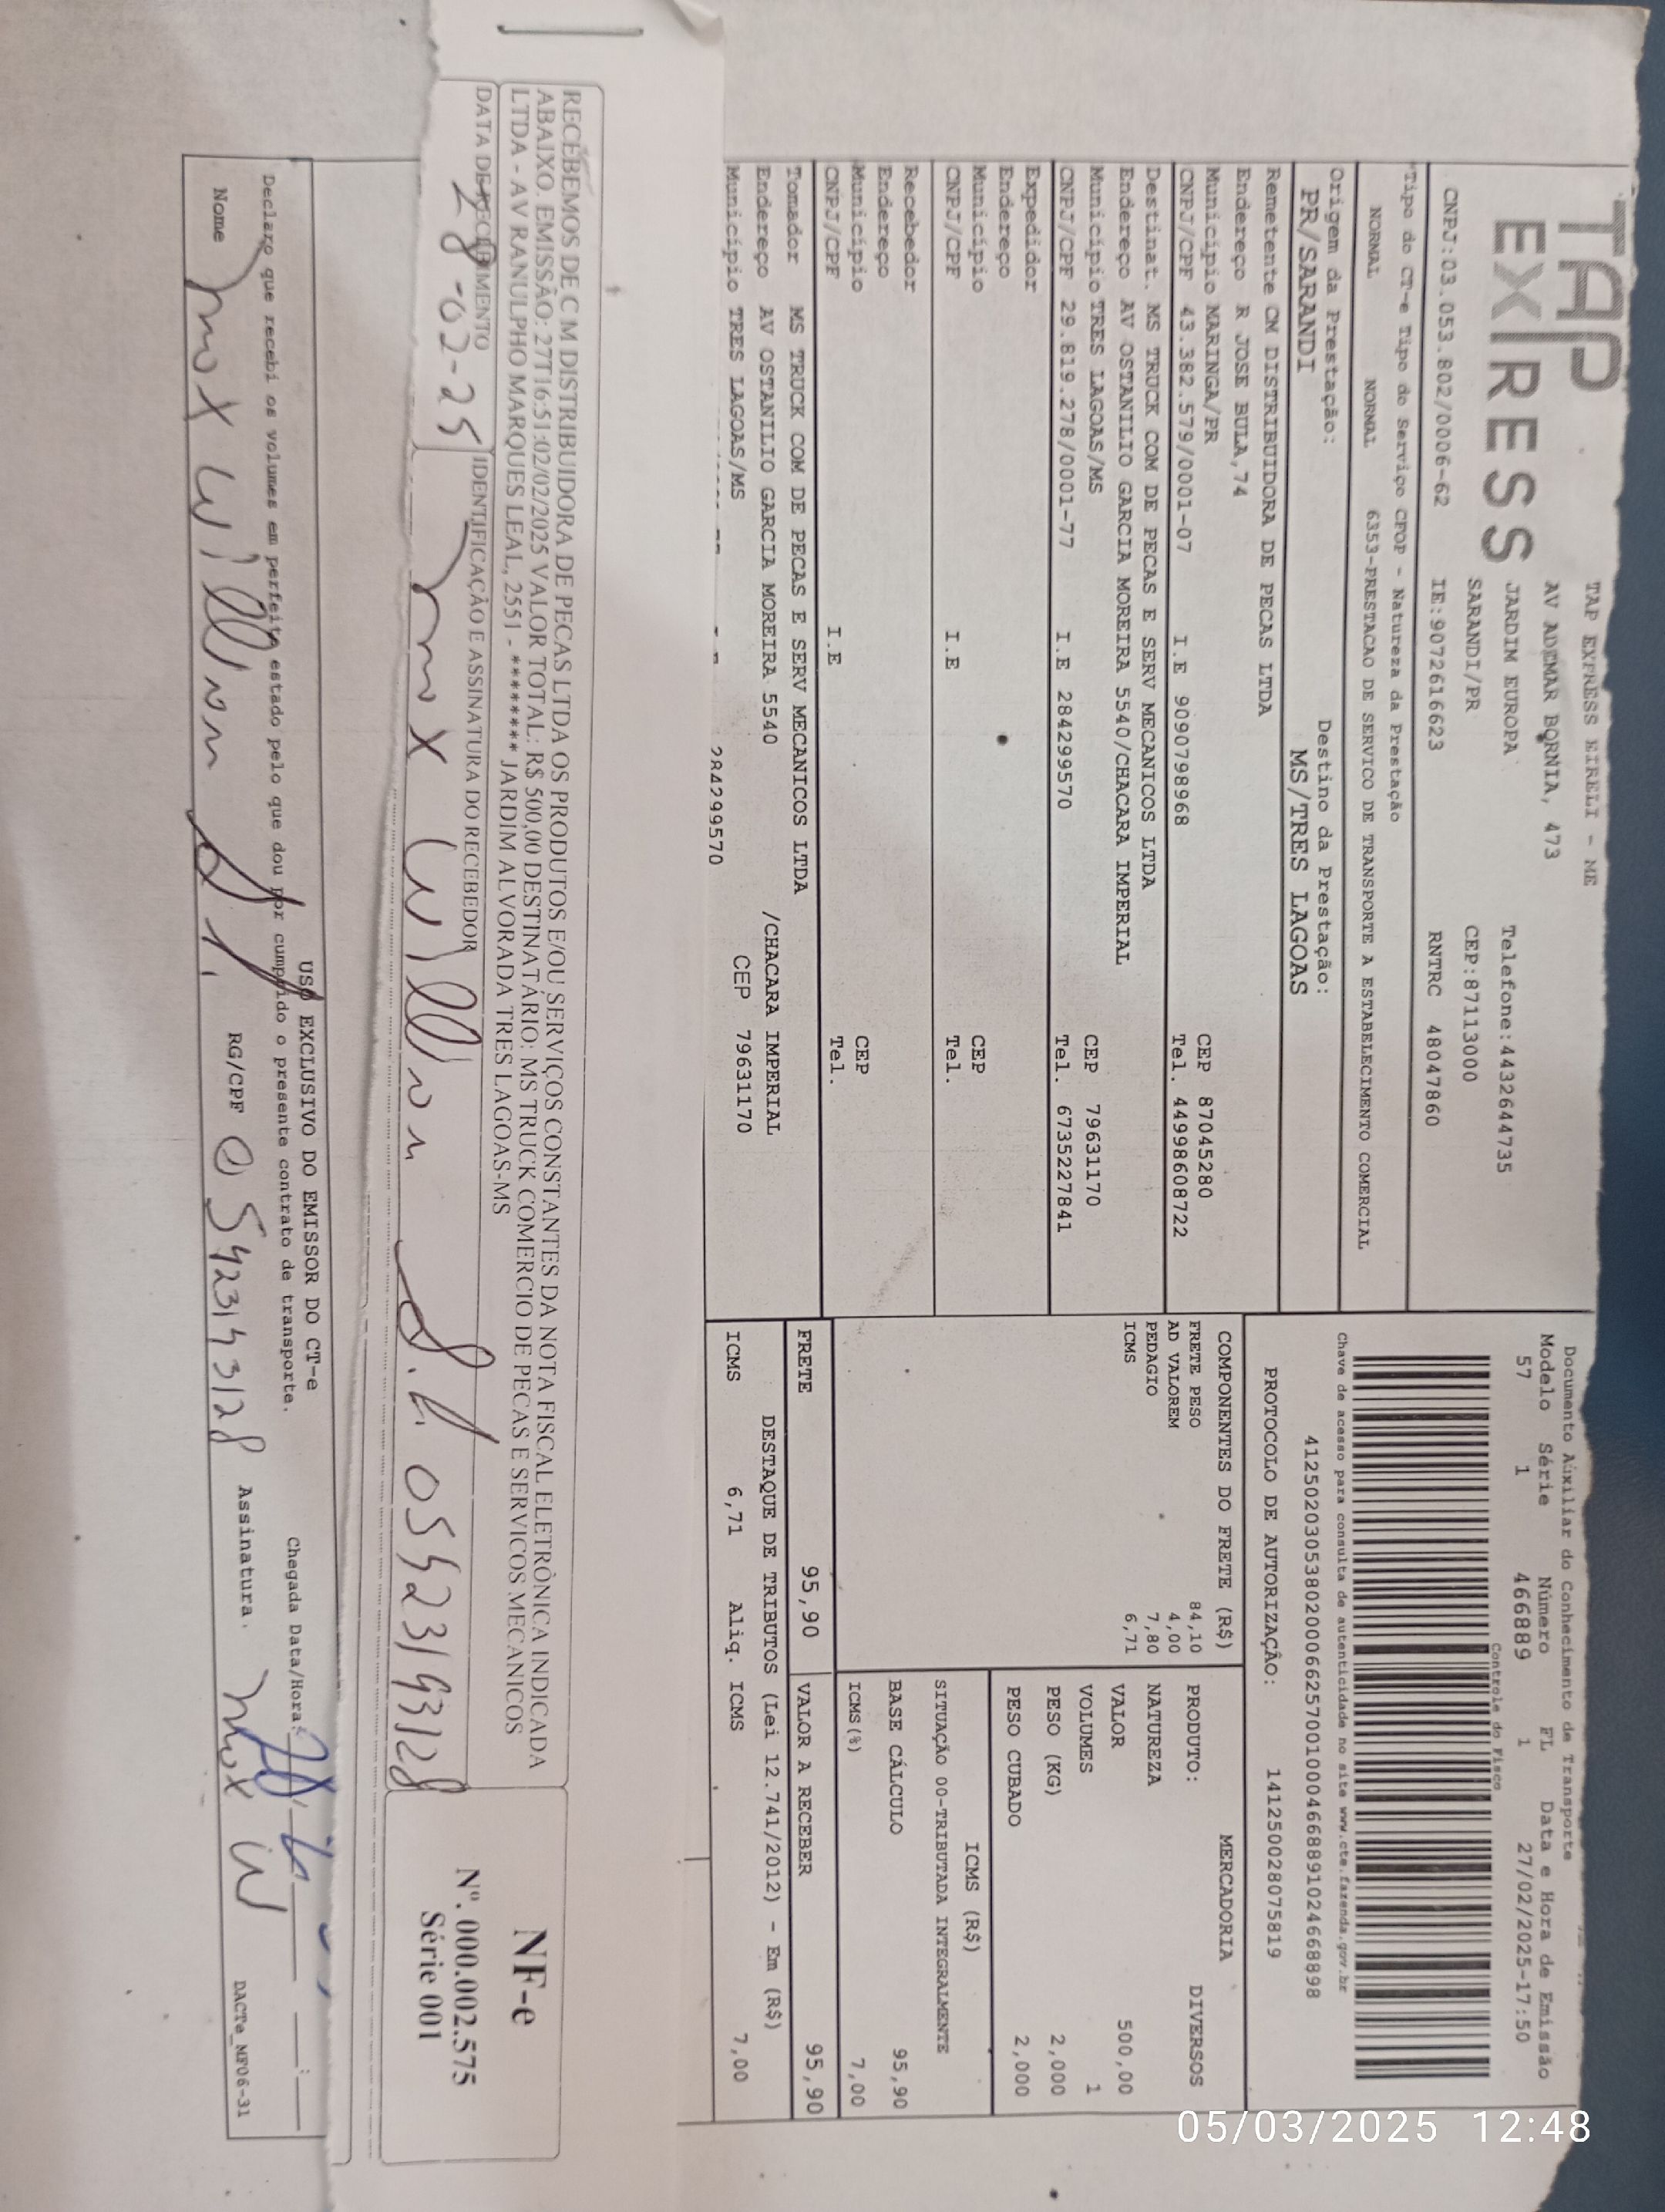 TAP EXPRESS
TAP EXPRESS EIRELI - ME
AV ADEMAR BORNIA, 473
JARDIM EUROPA Telefone:4432644735
SARANDI/PR CEP:87113000
CNPJ:03.053.802/0006-62 IE:9072616623 RNTRC 48047860
Documento Auxiliar do Conhecimento de Transporte
Modelo Série Número FL Data e Hora de Emissão
57 1 466889 1 27/02/2025-17:50
Controle do Fisco
Chave de acesso para consulta de autenticidade no site www.cte.fazenda.gov.br
41250203053802000662570010004668891024668898
PROTOCOLO DE AUTORIZAÇÃO: 141250028075819
Tipo do CT-e Tipo do Serviço CFOP - Natureza da Prestação
NORMAL NORMAL 6353-PRESTACAO DE SERVICO DE TRANSPORTE A ESTABELECIMENTO COMERCIAL
Origem da Prestação: Destino da Prestação:
PR/SARANDI MS/TRES LAGOAS
Remetente CM DISTRIBUIDORA DE PECAS LTDA
Endereço R JOSE BULA,74
Município MARINGA/PR CEP 87045280
CNPJ/CPF 43.382.579/0001-07 I.E 9090798968 Tel. 44998608722
Destinat. MS TRUCK COM DE PECAS E SERV MECANICOS LTDA
Endereço AV OSTANILIO GARCIA MOREIRA 5540/CHACARA IMPERIAL
Município TRES LAGOAS/MS CEP 79631170
CNPJ/CPF 29.819.278/0001-77 I.E 284299570 Tel. 6735227841
Expedidor
Endereço
Município CEP
CNPJ/CPF I.E Tel.
Recebedor
Endereço
Município CEP
CNPJ/CPF I.E Tel.
Tomador MS TRUCK COM DE PECAS E SERV MECANICOS LTDA
Endereço AV OSTANILIO GARCIA MOREIRA 5540 /CHACARA IMPERIAL
Município TRES LAGOAS/MS CEP 79631170
284299570
COMPONENTES DO FRETE (R$)
FRETE PESO 84,10
AD VALOREM 4,00
PEDAGIO 7,80
ICMS 6,71
MERCADORIA
PRODUTO: DIVERSOS
NATUREZA
VALOR 500,00
VOLUMES 1
PESO (KG) 2,000
PESO CUBADO 2,000
ICMS (R$)
SITUAÇÃO 00-TRIBUTADA INTEGRALMENTE
BASE CÁLCULO 95,90
ICMS(%) 7,00
FRETE 95,90 VALOR A RECEBER 95,90
DESTAQUE DE TRIBUTOS (Lei 12.741/2012) - Em (R$)
ICMS 6,71 Aliq. ICMS 7,00
RECEBEMOS DE C M DISTRIBUIDORA DE PECAS LTDA OS PRODUTOS E/OU SERVIÇOS CONSTANTES DA NOTA FISCAL ELETRÔNICA INDICADA
ABAIXO. EMISSÃO: 27T16:51:02/02/2025 VALOR TOTAL: R$ 500,00 DESTINATÁRIO: MS TRUCK COMERCIO DE PECAS E SERVICOS MECANICOS
LTDA - AV RANULPHO MARQUES LEAL, 2551 - ******** JARDIM ALVORADA TRES LAGOAS-MS
DATA DE RECEBIMENTO IDENTIFICAÇÃO E ASSINATURA DO RECEBEDOR
28-02-25 max willian 05423193128
NF-e
Nº. 000.002.575
Série 001
USO EXCLUSIVO DO EMISSOR DO CT-e
Declaro que recebi os volumes em perfeito estado pelo que dou por cumprido o presente contrato de transporte.
Chegada Data/Hora:
Nome max willian RG/CPF 05423193128 Assinatura. max w
DACTe_MF06-31
05/03/2025 12:48